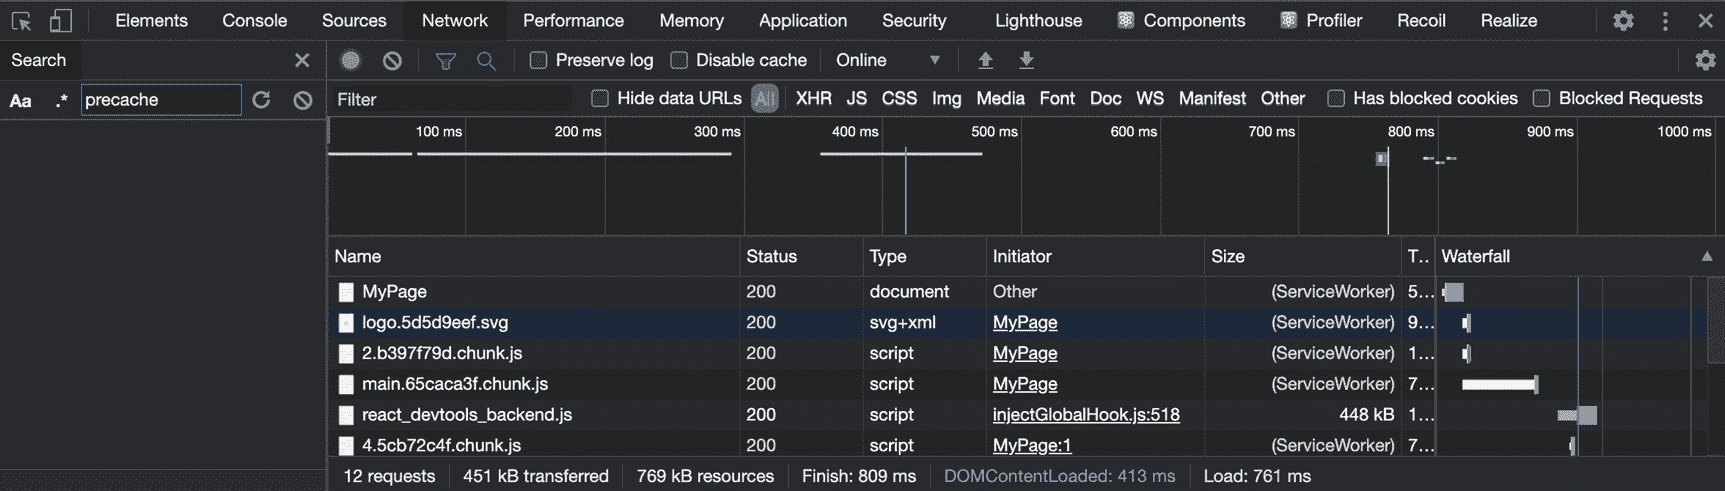 Elements Console Sources Network Performance Memory Application Security Lighthouse Components Profiler Recoil Realize
Search
Preserve log Disable cache Online
Aa .* precache
Filter Hide data URLs All XHR JS CSS Img Media Font Doc WS Manifest Other Has blocked cookies Blocked Requests
100 ms 200 ms 300 ms 400 ms 500 ms 600 ms 700 ms 800 ms 900 ms 1000 ms
Name Status Type Initiator Size T.. Waterfall
MyPage 200 document Other (ServiceWorker) 5...
logo.5d5d9eef.svg 200 svg+xml MyPage (ServiceWorker) 9...
2.b397f79d.chunk.js 200 script MyPage (ServiceWorker) 1...
main.65caca3f.chunk.js 200 script MyPage (ServiceWorker) 7...
react_devtools_backend.js 200 script injectGlobalHook.js:518 448 kB 1...
4.5cb72c4f.chunk.js 200 script MyPage:1 (ServiceWorker) 7...
12 requests 451 kB transferred 769 kB resources Finish: 809 ms DOMContentLoaded: 413 ms Load: 761 ms